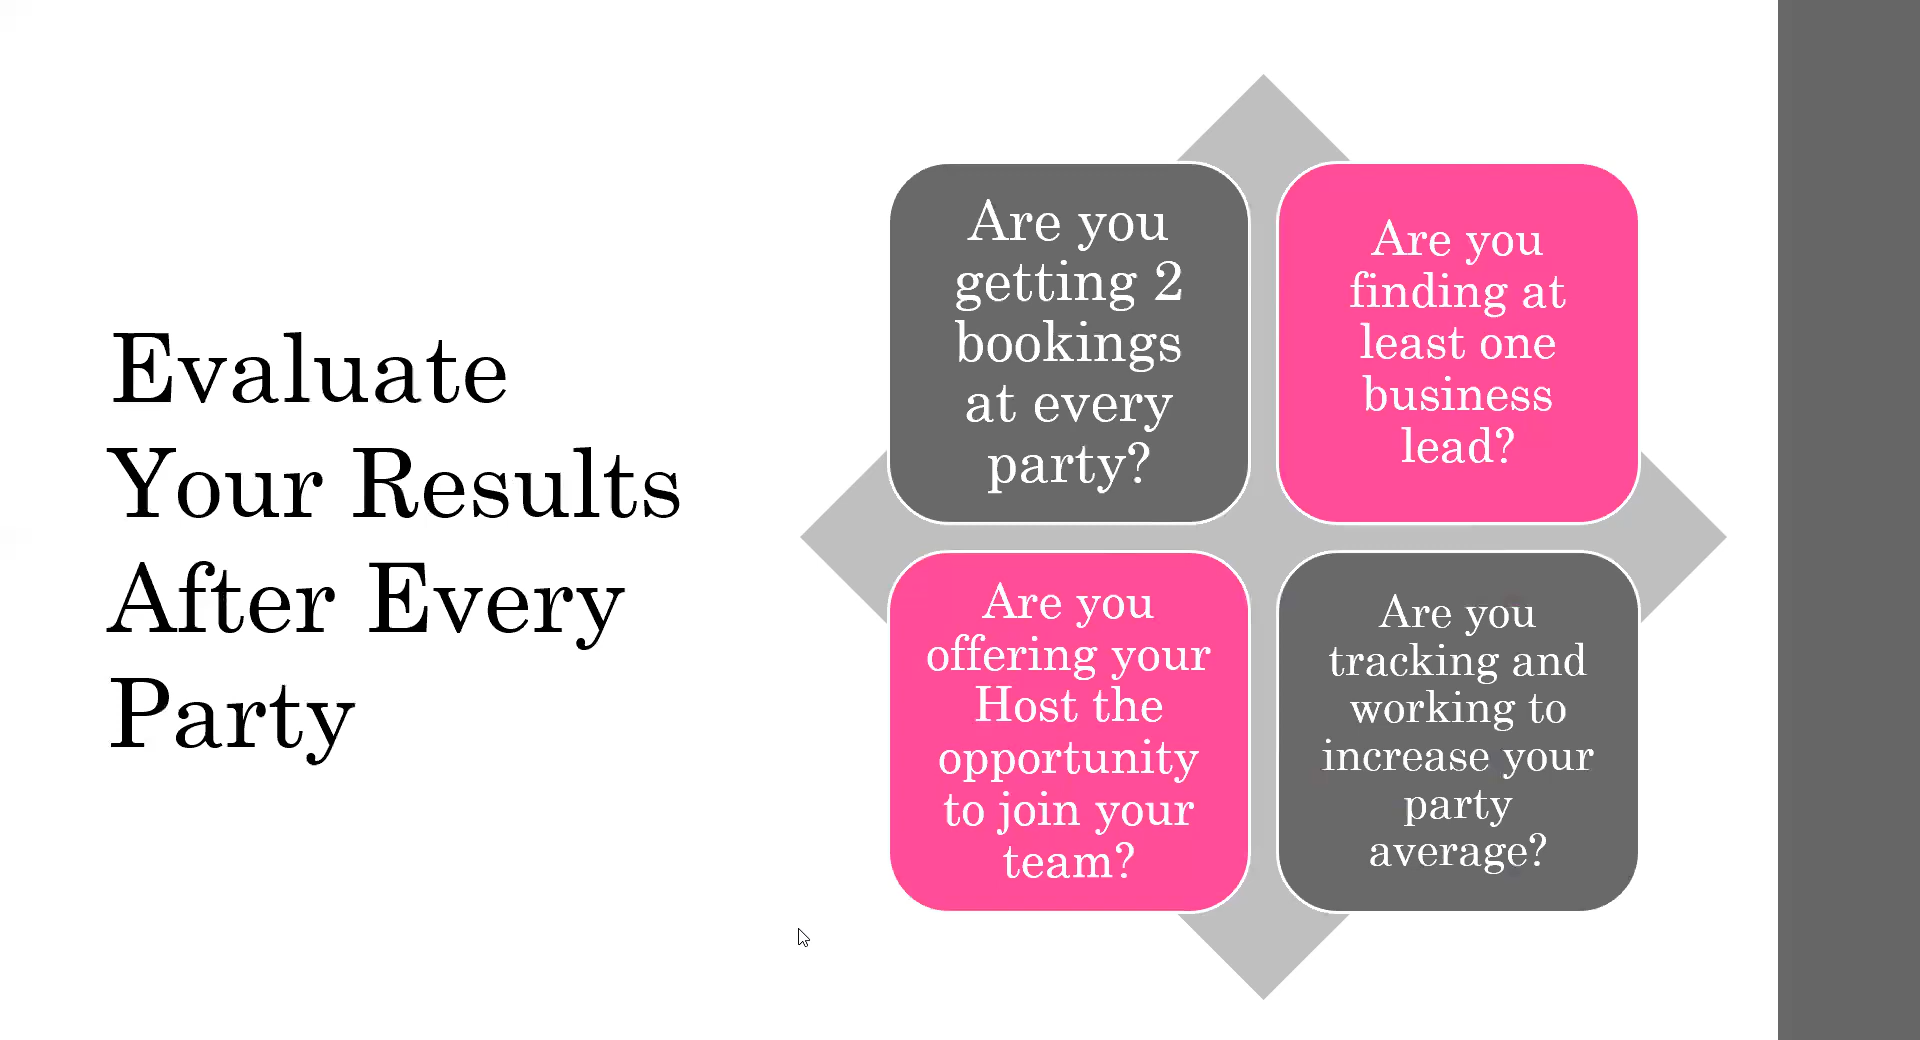 Evaluate
Your Results
After Every
Party
Are you
getting 2
bookings
at every
party?
Are you
finding at
least one
business
lead?
Are you
offering your
Host the
opportunity
to join your
team?
Are you
tracking and
working to
increase your
party
average?